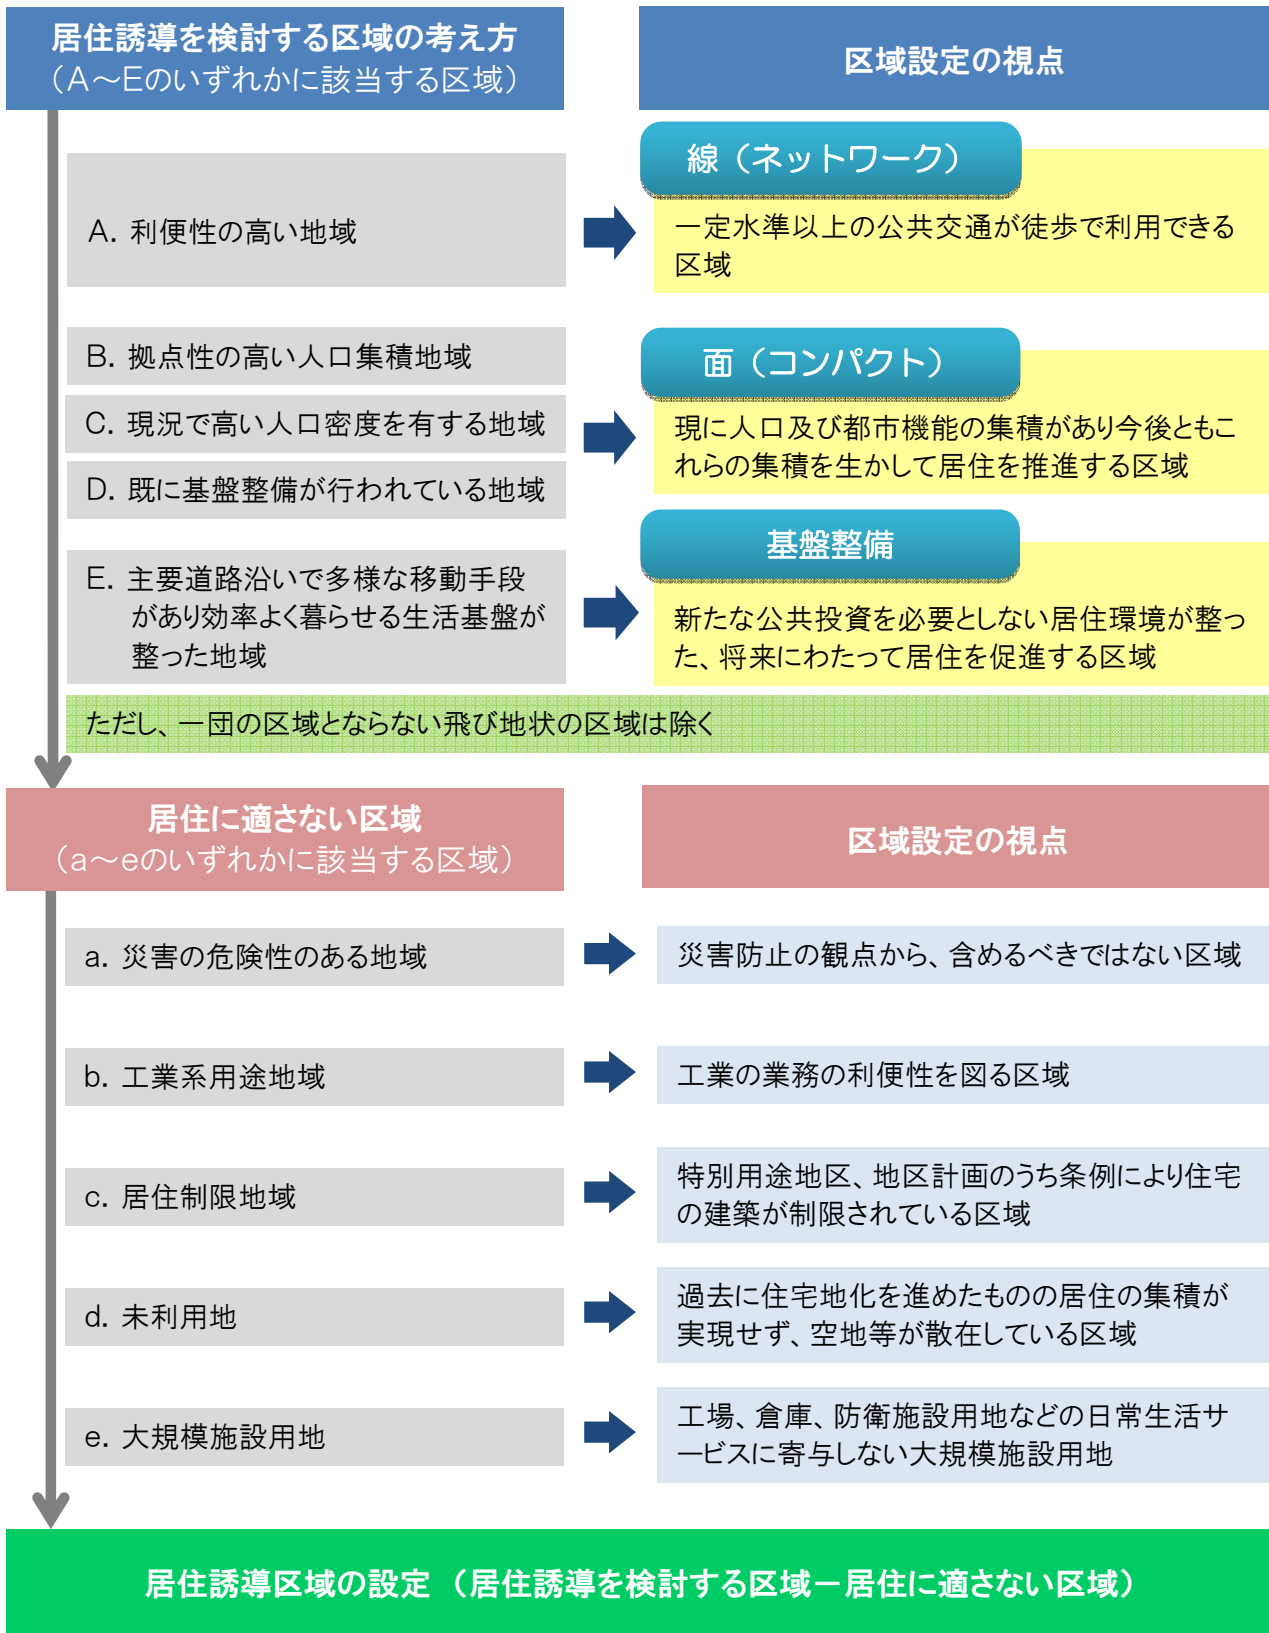 居住誘導を検討する区域の考え方
（A～Eのいずれかに該当する区域）
区域設定の視点
A．利便性の高い地域
線（ネットワーク）
一定水準以上の公共交通が徒歩で利用できる
区域
B．拠点性の高い人口集積地域
C．現況で高い人口密度を有する地域
D．既に基盤整備が行われている地域
面（コンパクト）
現に人口及び都市機能の集積があり今後ともこ
れらの集積を生かして居住を推進する区域
E．主要道路沿いで多様な移動手段
があり効率よく暮らせる生活基盤が
整った地域
基盤整備
新たな公共投資を必要としない居住環境が整っ
た、将来にわたって居住を促進する区域
ただし、一団の区域とならない飛び地状の区域は除く
居住に適さない区域
（a～eのいずれかに該当する区域）
区域設定の視点
a．災害の危険性のある地域
災害防止の観点から、含めるべきではない区域
b．工業系用途地域
工業の業務の利便性を図る区域
c．居住制限地域
特別用途地区、地区計画のうち条例により住宅
の建築が制限されている区域
d．未利用地
過去に住宅地化を進めたものの居住の集積が
実現せず、空地等が散在している区域
e．大規模施設用地
工場、倉庫、防衛施設用地などの日常生活サ
ービスに寄与しない大規模施設用地
居住誘導区域の設定（居住誘導を検討する区域－居住に適さない区域）